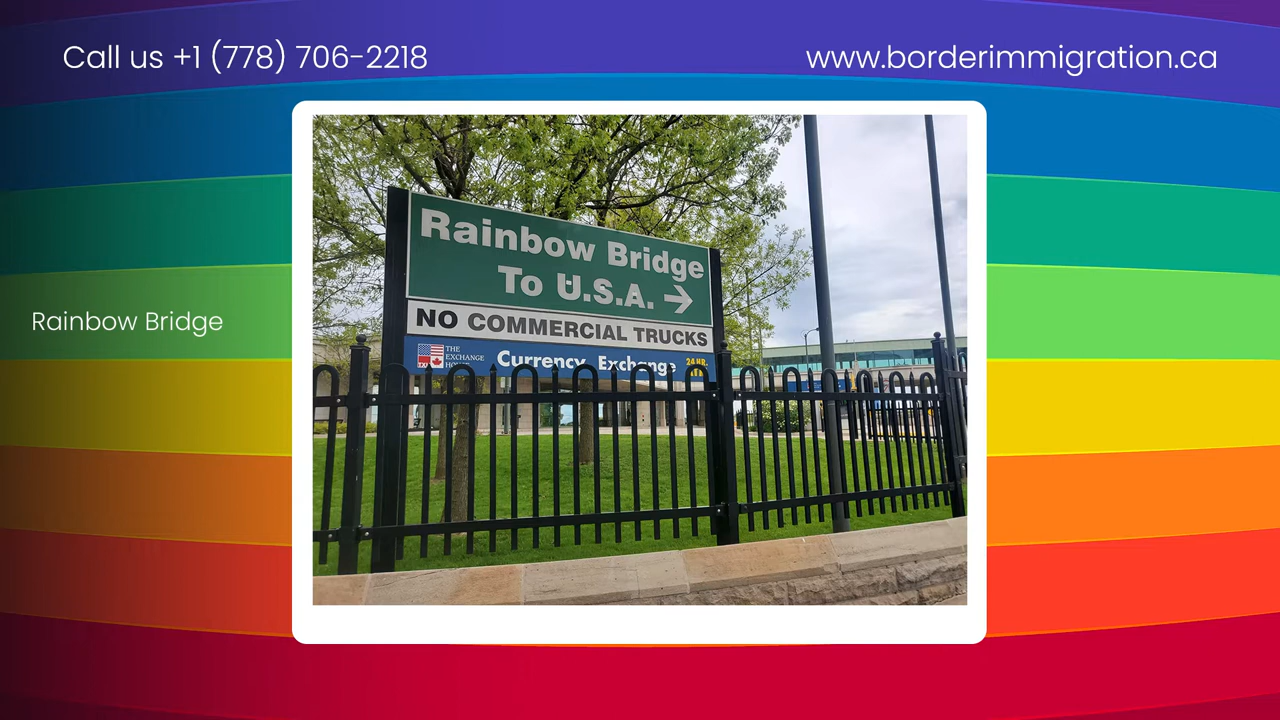 Call us +1 (778) 706-2218
www.borderimmigration.ca
Rainbow Bridge
Rainbow Bridge
To U.S.A. →
NO COMMERCIAL TRUCKS
THE
EXCHANGE
Currency Exchange
24 HR.